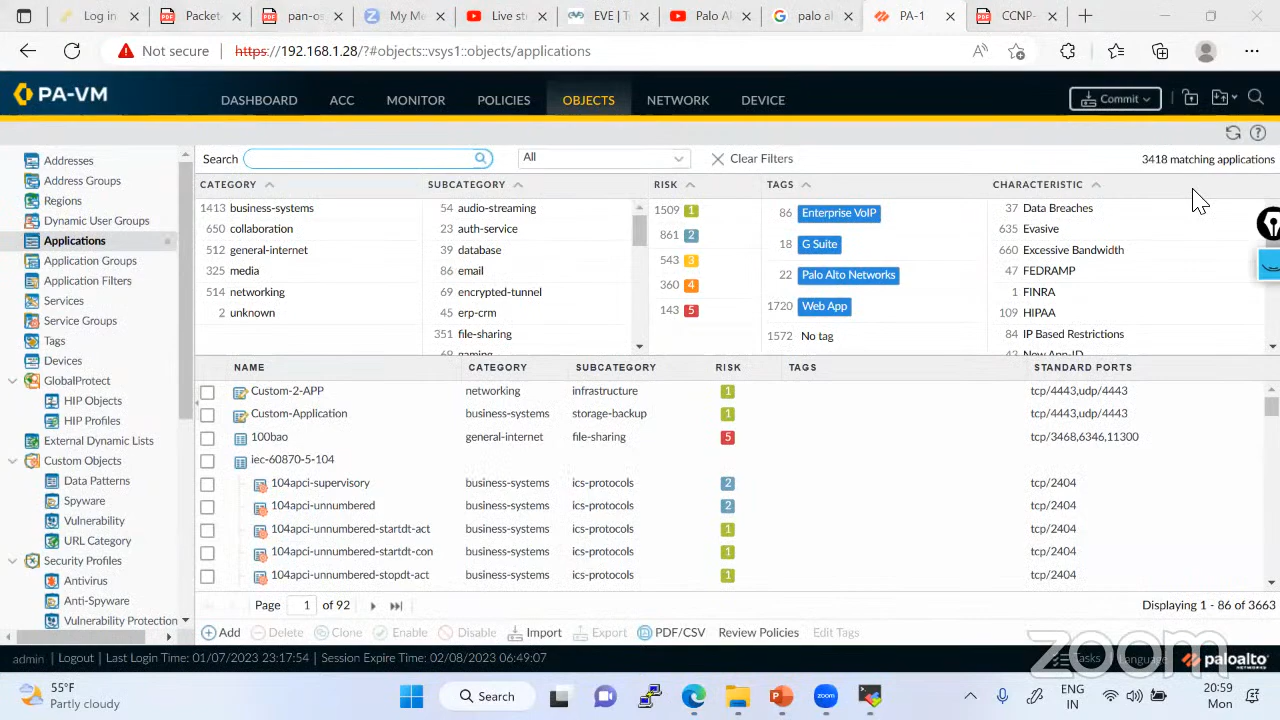 Log in
Packet
pan-os
My Me
Live st
EVE | T
Palo Al
palo al
PA-1
CCNP-
Not secure https://192.168.1.28/?#objects::vsys1::objects/applications
PA-VM
DASHBOARD ACC MONITOR POLICIES OBJECTS NETWORK DEVICE
Commit
Addresses
Address Groups
Regions
Dynamic User Groups
Applications
Application Groups
Application Filters
Services
Service Groups
Tags
Devices
GlobalProtect
HIP Objects
HIP Profiles
External Dynamic Lists
Custom Objects
Data Patterns
Spyware
Vulnerability
URL Category
Security Profiles
Antivirus
Anti-Spyware
Vulnerability Protection
Search All Clear Filters 3418 matching applications
CATEGORY
1413 business-systems
650 collaboration
512 general-internet
325 media
514 networking
2 unknown
SUBCATEGORY
54 audio-streaming
23 auth-service
39 database
86 email
69 encrypted-tunnel
45 erp-crm
351 file-sharing
gaming
RISK
1509 1
861 2
543 3
360 4
143 5
TAGS
86 Enterprise VoIP
18 G Suite
22 Palo Alto Networks
1720 Web App
1572 No tag
CHARACTERISTIC
37 Data Breaches
635 Evasive
660 Excessive Bandwidth
47 FEDRAMP
1 FINRA
109 HIPAA
84 IP Based Restrictions
43 New App-ID
NAME CATEGORY SUBCATEGORY RISK TAGS STANDARD PORTS
Custom-2-APP networking infrastructure 1 tcp/4443,udp/4443
Custom-Application business-systems storage-backup 1 tcp/4443,udp/4443
100bao general-internet file-sharing 5 tcp/3468,6346,11300
iec-60870-5-104
104apci-supervisory business-systems ics-protocols 2 tcp/2404
104apci-unnumbered business-systems ics-protocols 2 tcp/2404
104apci-unnumbered-startdt-act business-systems ics-protocols 1 tcp/2404
104apci-unnumbered-startdt-con business-systems ics-protocols 1 tcp/2404
104apci-unnumbered-stopdt-act business-systems ics-protocols 1 tcp/2404
Page 1 of 92 Displaying 1 - 86 of 3663
Add Delete Clone Enable Disable Import Export PDF/CSV Review Policies Edit Tags
zoom
admin | Logout | Last Login Time: 01/07/2023 23:17:54 | Session Expire Time: 02/08/2023 06:49:07 Tasks Language paloalto
NETWORKS
55°F
Partly cloudy
Search
zoom
ENG
IN
20:59
Mon